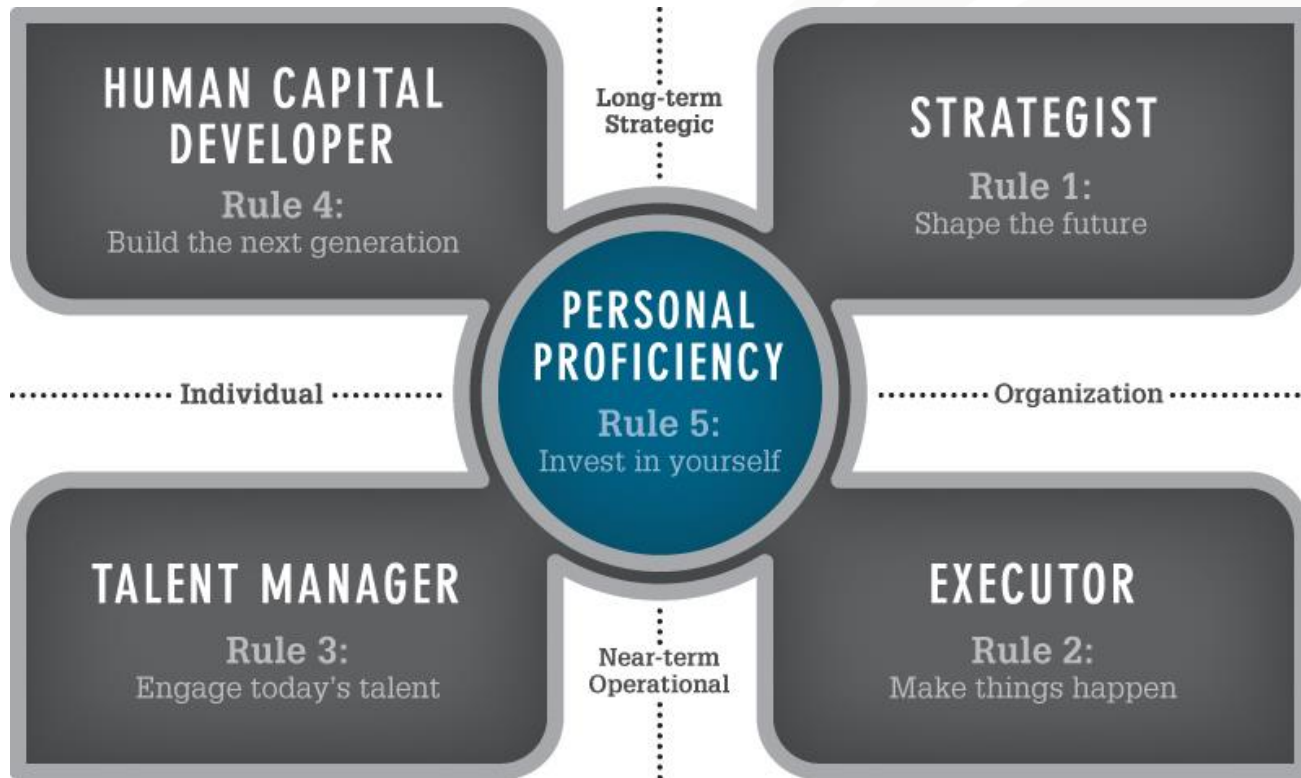 HUMAN CAPITAL
DEVELOPER
Rule 4:
Build the next generation
Long-term
Strategic
STRATEGIST
Rule 1:
Shape the future
Individual
PERSONAL
PROFICIENCY
Rule 5:
Invest in yourself
Organization
TALENT MANAGER
Rule 3:
Engage today's talent
Near-term
Operational
EXECUTOR
Rule 2:
Make things happen